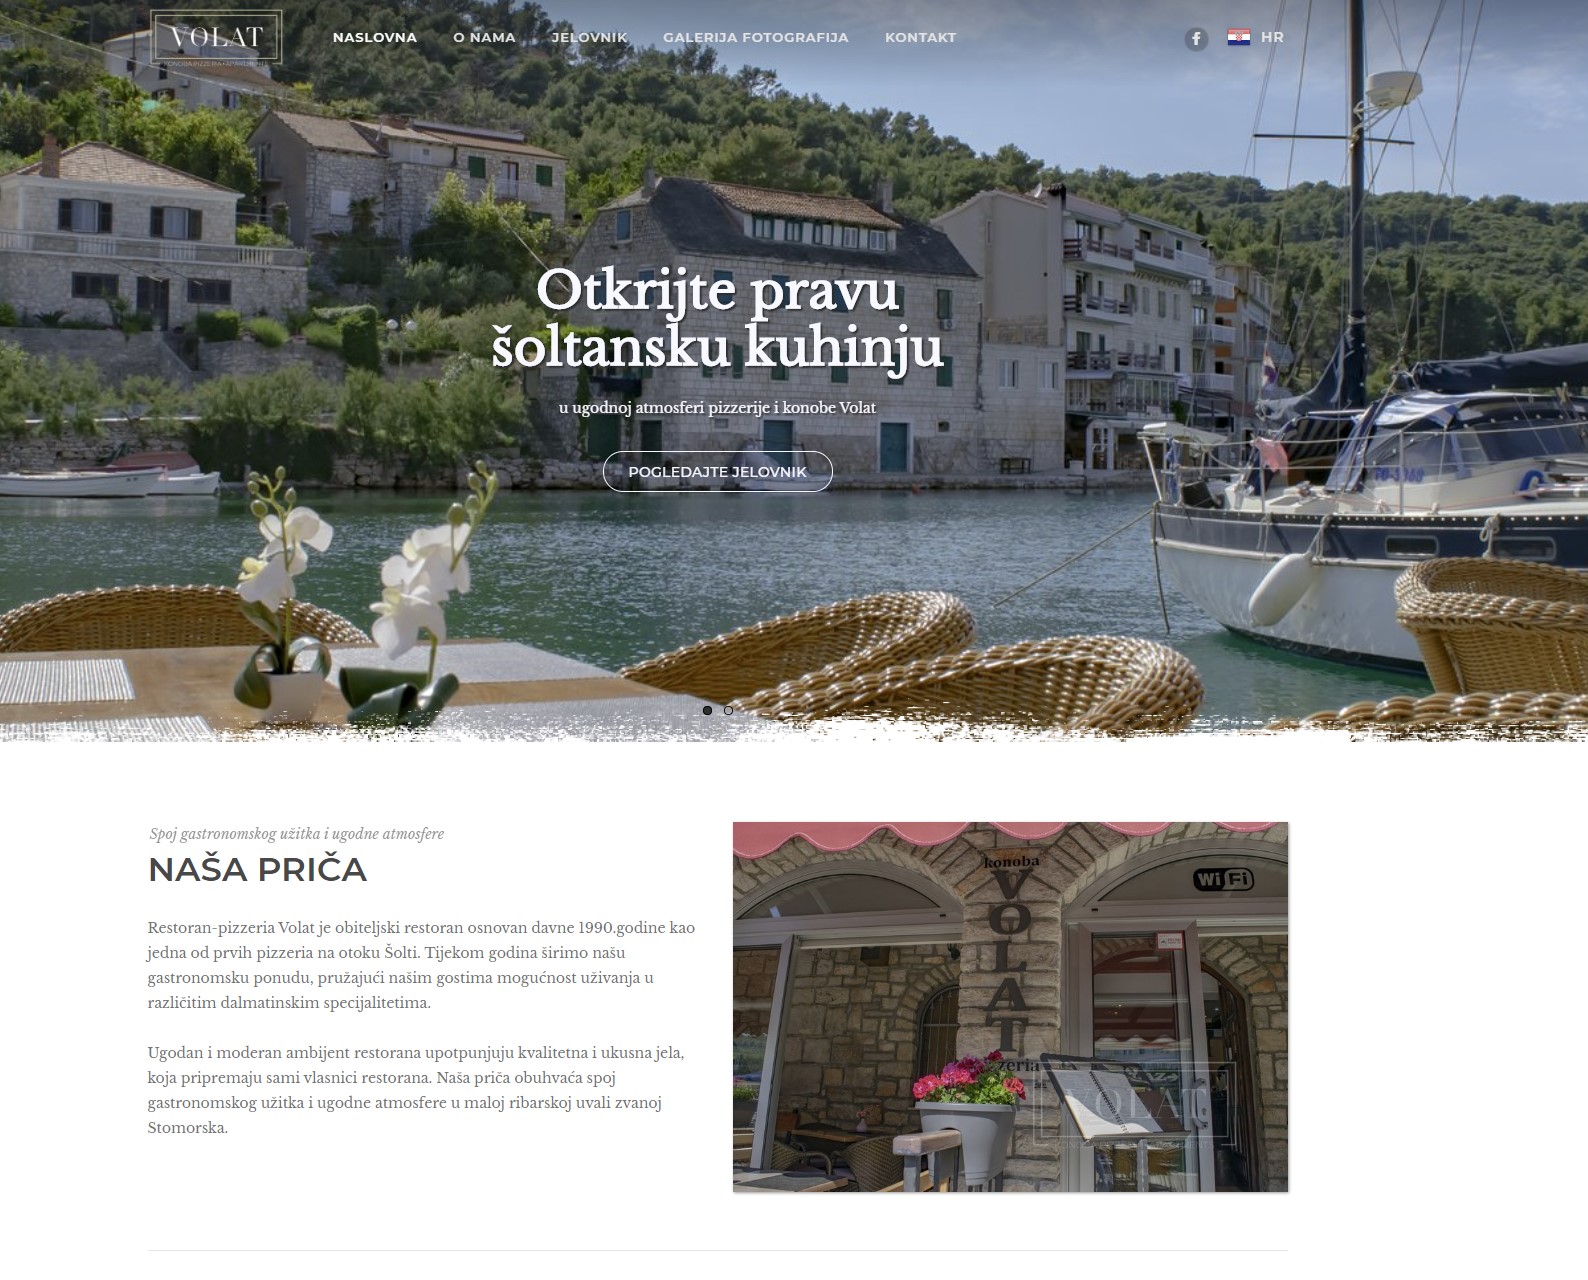 VOLAT
NASLOVNA O NAMA JELOVNIK GALERIJA FOTOGRAFIJA KONTAKT
HR
Otkrijte pravu
šoltansku kuhinju
u ugodnoj atmosferi pizzerije i konobe Volat
POGLEDAJTE JELOVNIK
Spoj gastronomskog užitka i ugodne atmosfere
NAŠA PRIČA
Restoran-pizzeria Volat je obiteljski restoran osnovan davne 1990.godine kao
jedna od prvih pizzeria na otoku Šolti. Tijekom godina širimo našu
gastronomsku ponudu, pružajući našim gostima mogućnost uživanja u
različitim dalmatinskim specijalitetima.
Ugodan i moderan ambijent restorana upotpunjuju kvalitetna i ukusna jela,
koja pripremaju sami vlasnici restorana. Naša priča obuhvaća spoj
gastronomskog užitka i ugodne atmosfere u maloj ribarskoj uvali zvanoj
Stomorska.
konoba
VOLAT
zeria
WiFi
VOLAT